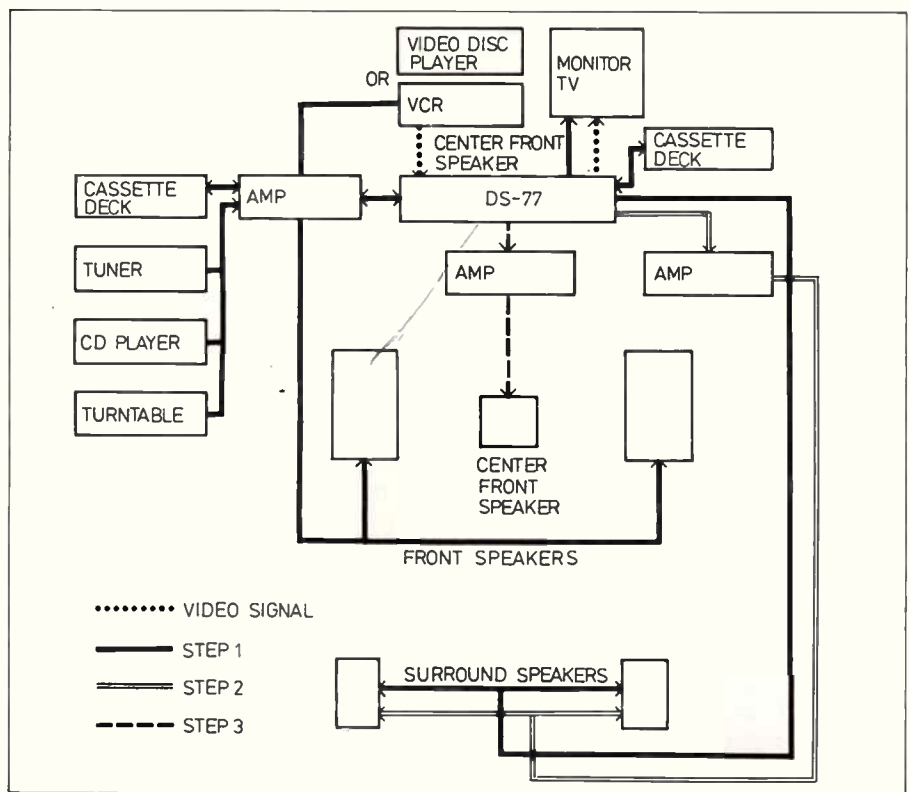 VIDEO DISC
PLAYER
OR
VCR
MONITOR
TV
CENTER FRONT
SPEAKER
CASSETTE
DECK
CASSETTE
DECK
AMP
DS-77
TUNER
AMP
AMP
CD PLAYER
TURNTABLE
CENTER
FRONT
SPEAKER
FRONT SPEAKERS
VIDEO SIGNAL
STEP 1
STEP 2
STEP 3
SURROUND SPEAKERS